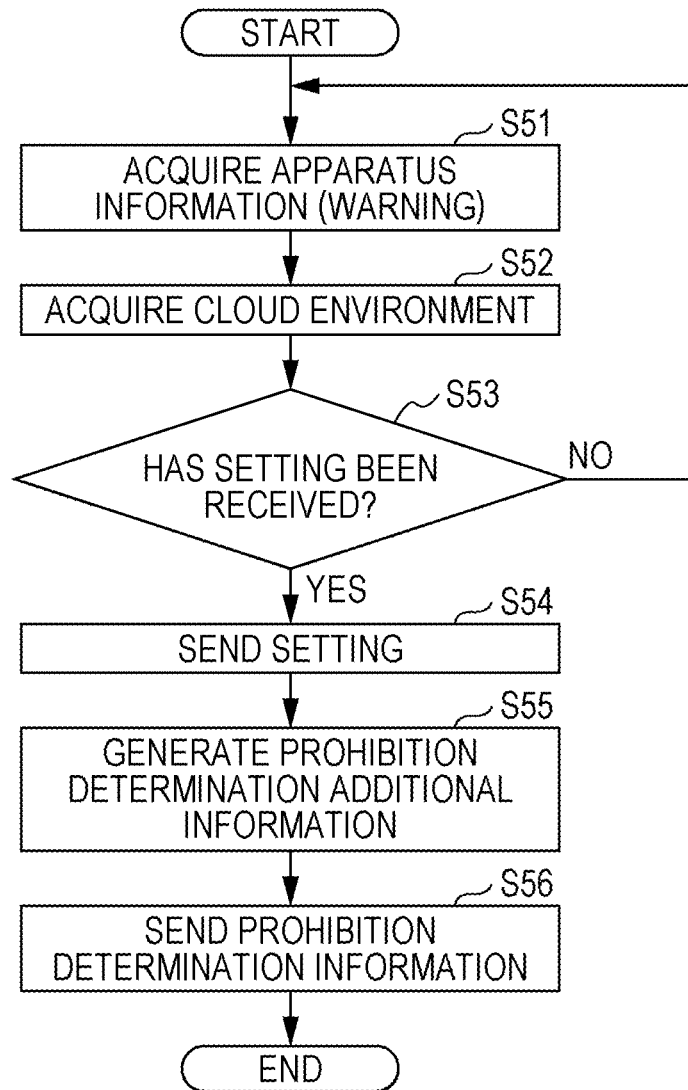 START
S51
ACQUIRE APPARATUS
INFORMATION (WARNING)
S52
ACQUIRE CLOUD ENVIRONMENT
S53
HAS SETTING BEEN
RECEIVED?
NO
YES
S54
SEND SETTING
S55
GENERATE PROHIBITION
DETERMINATION ADDITIONAL
INFORMATION
S56
SEND PROHIBITION
DETERMINATION INFORMATION
END